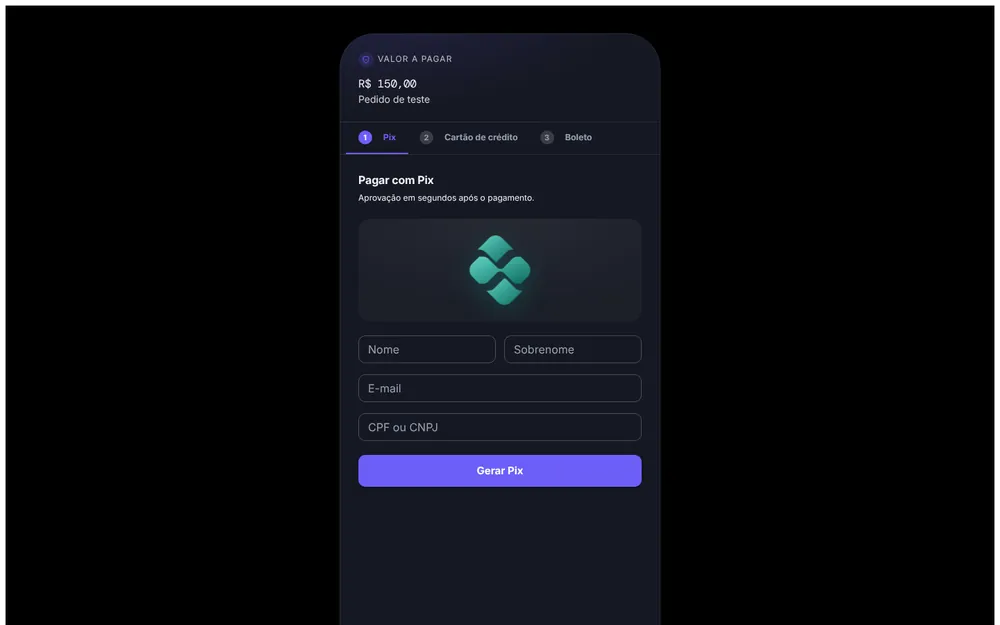 VALOR A PAGAR
R$ 150,00
Pedido de teste
1 Pix 2 Cartão de crédito 3 Boleto
Pagar com Pix
Aprovação em segundos após o pagamento.
Nome Sobrenome
E-mail
CPF ou CNPJ
Gerar Pix